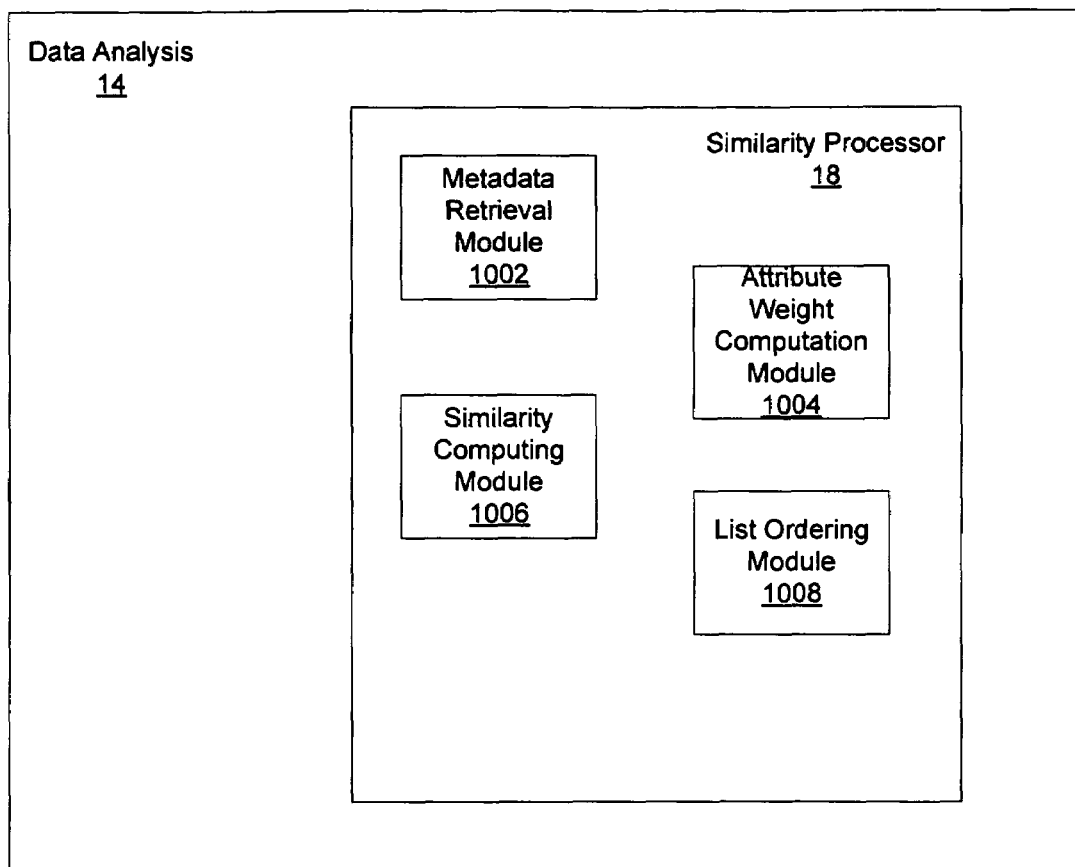 Data Analysis
14
Similarity Processor
18
Metadata
Retrieval
Module
1002
Attribute
Weight
Computation
Module
1004
Similarity
Computing
Module
1006
List Ordering
Module
1008